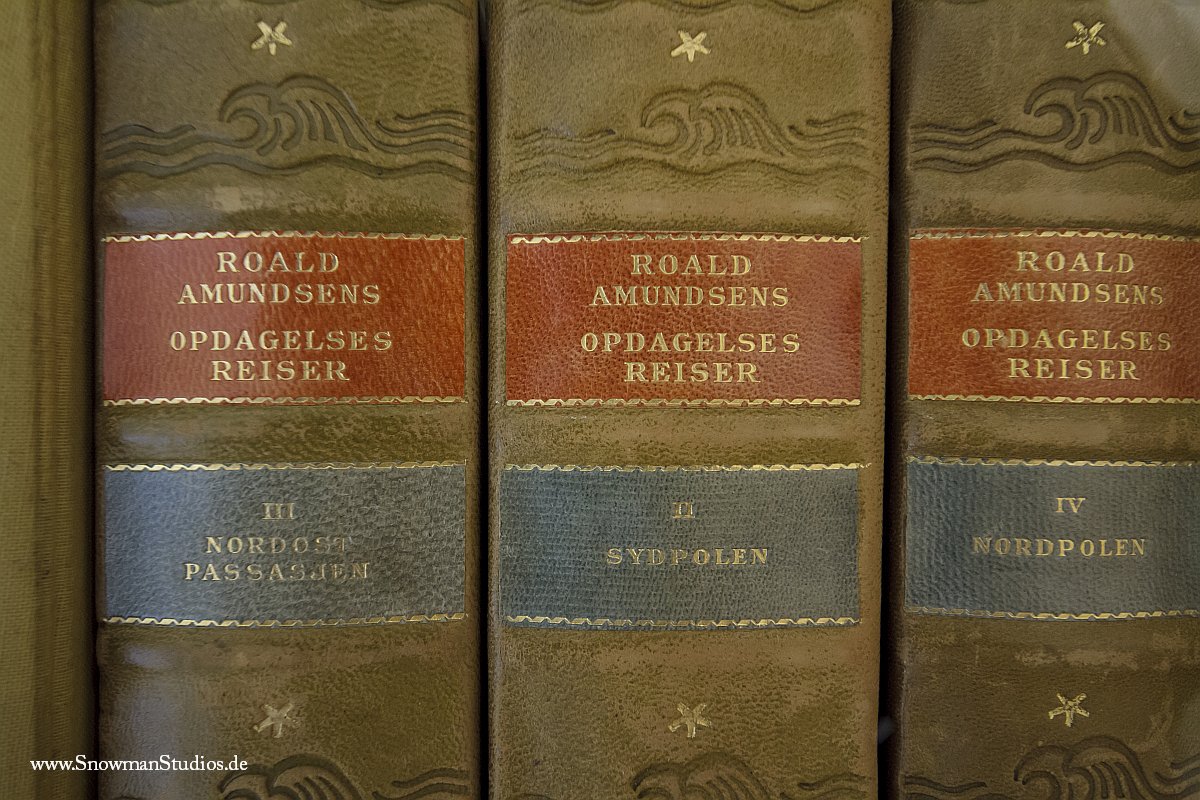 ROALD
AMUNDSENS
OPDAGELSES
REISER
III
NORDOST
PASSASJEN
ROALD
AMUNDSENS
OPDAGELSES
REISER
II
SYDPOLEN
ROALD
AMUNDSENS
OPDAGELSES
REISER
IV
NORDPOLEN
www.SnowmanStudios.de